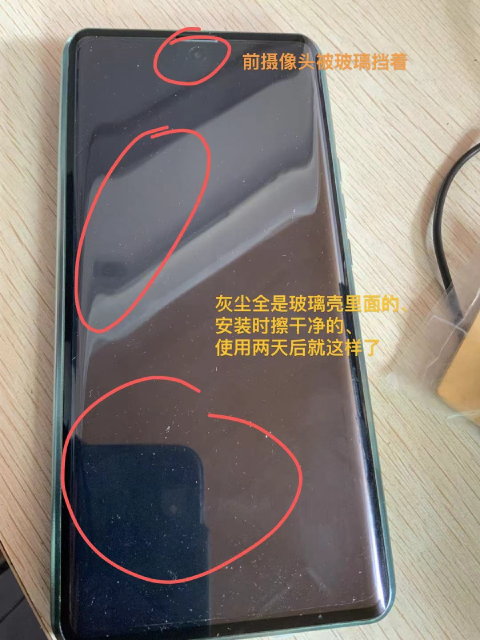 前摄像头被玻璃挡着
灰尘全是玻璃壳里面的、
安装时擦干净的、
使用两天后就这样了